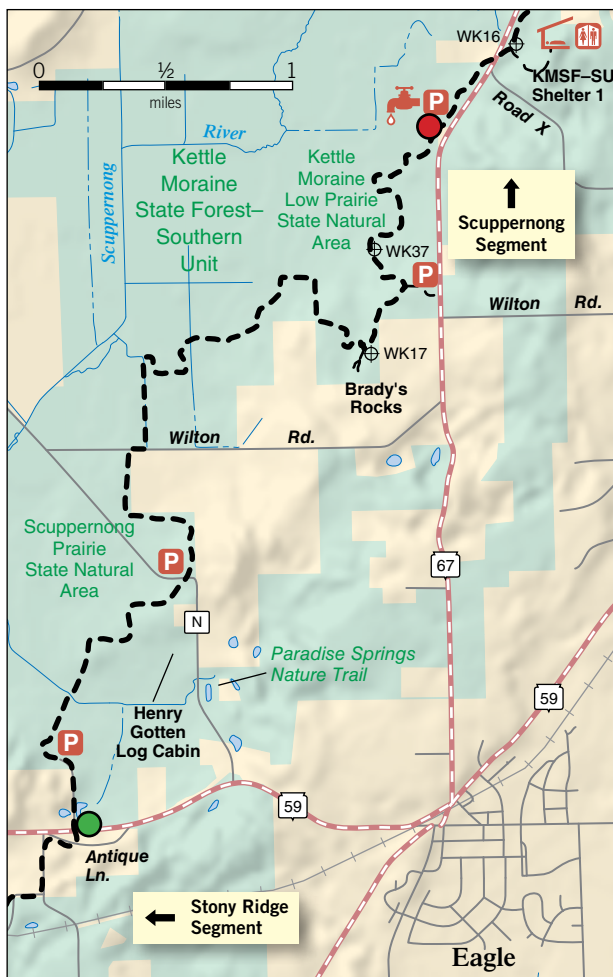 WK16
KMSF–SU
Shelter 1
0 ½ 1
miles
P
Road X
River
Kettle
Moraine
State Forest–
Southern
Unit
Kettle
Moraine
Low Prairie
State Natural
Area
Scuppernong
Scuppernong
Segment
WK37
P
Wilton Rd.
WK17
Brady's
Rocks
Wilton Rd.
Scuppernong
Prairie
State Natural
Area
P
67
N
Paradise Springs
Nature Trail
59
Henry
Gotten
Log Cabin
P
59
Antique
Ln.
Stony Ridge
Segment
Eagle